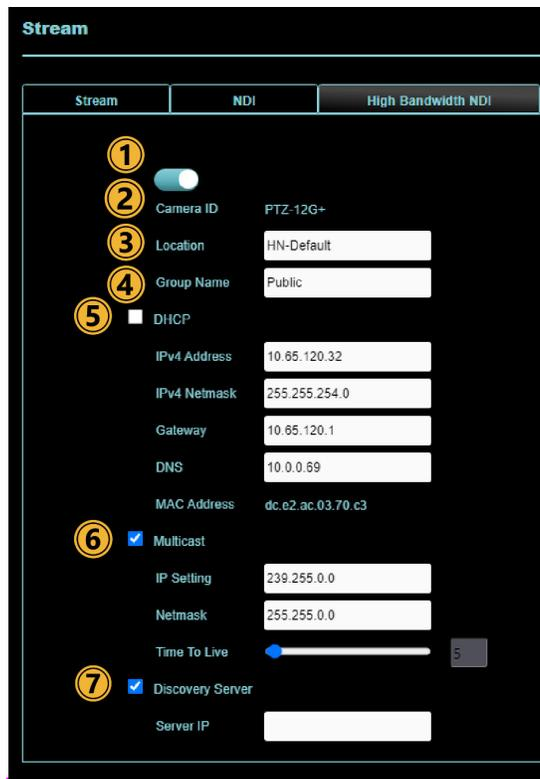 Stream
Stream NDI High Bandwidth NDI
1
2 Camera ID PTZ-12G+
3 Location HN-Default
4 Group Name Public
5 DHCP
IPv4 Address 10.65.120.32
IPv4 Netmask 255.255.254.0
Gateway 10.65.120.1
DNS 10.0.0.69
MAC Address dc.e2.ac.03.70.c3
6 Multicast
IP Setting 239.255.0.0
Netmask 255.255.0.0
Time To Live 5
7 Discovery Server
Server IP